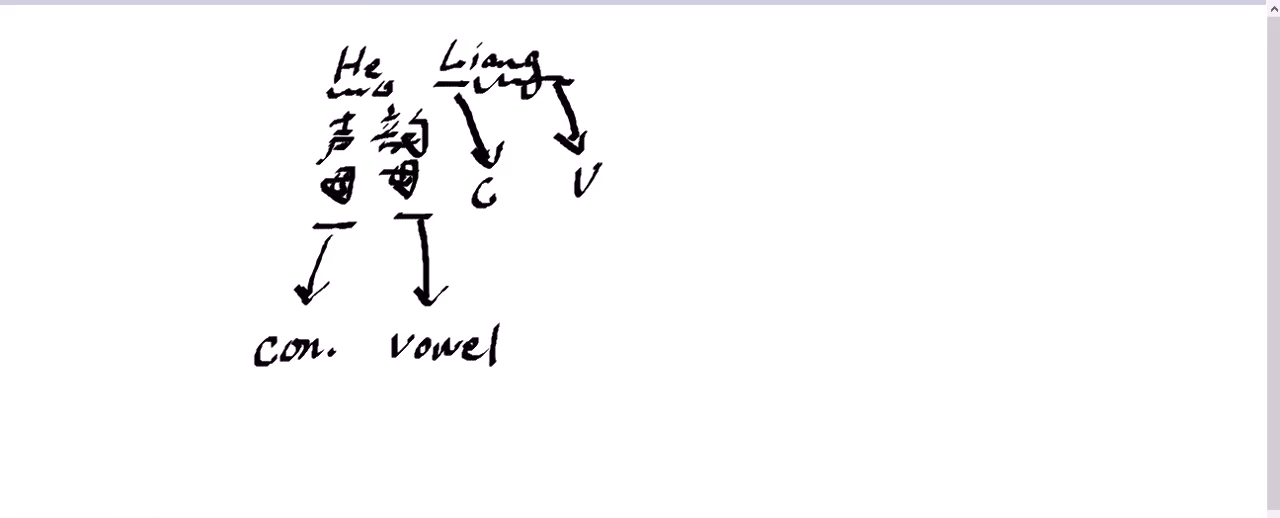 He Liang
声母 韵母
C V
con. vowel